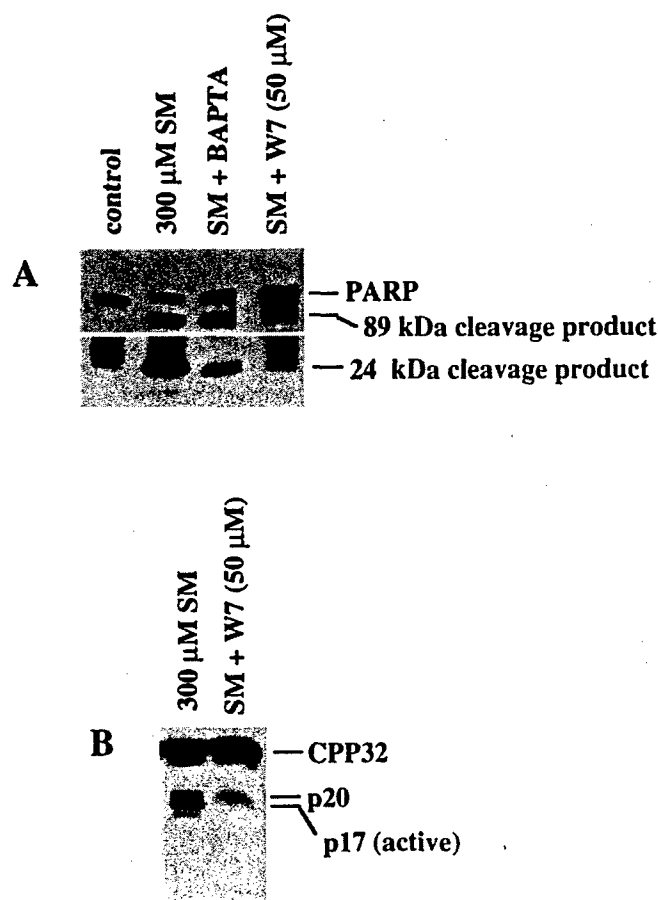 control
300 μM SM
SM + BAPTA
SM + W7 (50 μM)
A
PARP
89 kDa cleavage product
24 kDa cleavage product
300 μM SM
SM + W7 (50 μM)
B
CPP32
p20
p17 (active)